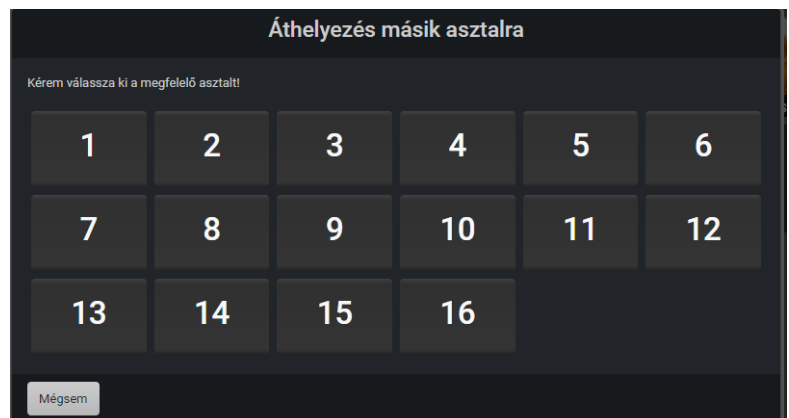 Áthelyezés másik asztalra
Kérem válassza ki a megfelelő asztalt!
1 2 3 4 5 6
7 8 9 10 11 12
13 14 15 16
Mégsem